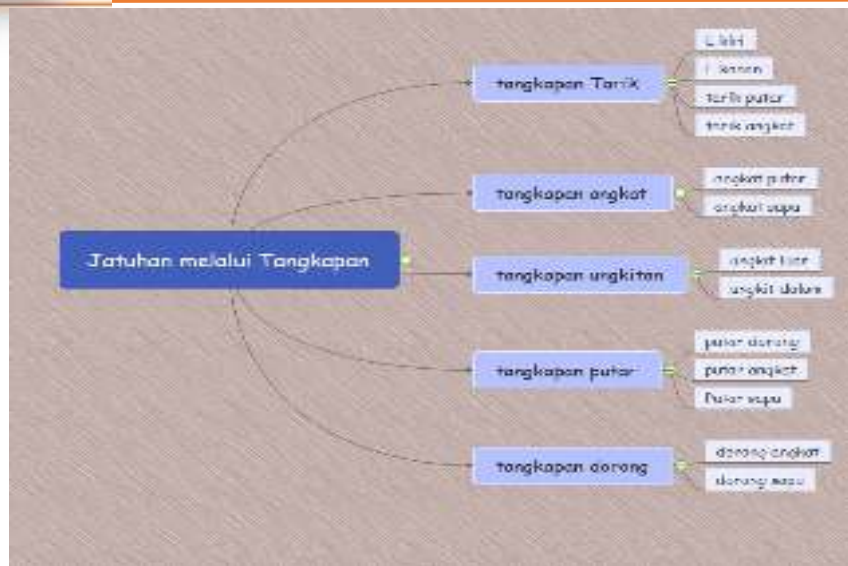 Jatuhan melalui Tangkapan
tangkapan Tarik
kanan
tarik putar
tarik angkat
tangkapan angkat
angkat putar
angkat sapu
tangkapan ungkitan
ungkit luar
ungkit dalam
tangkapan putar
putar dorong
putar angkat
Putar sapu
tangkapan dorong
dorong angkat
dorong sapu